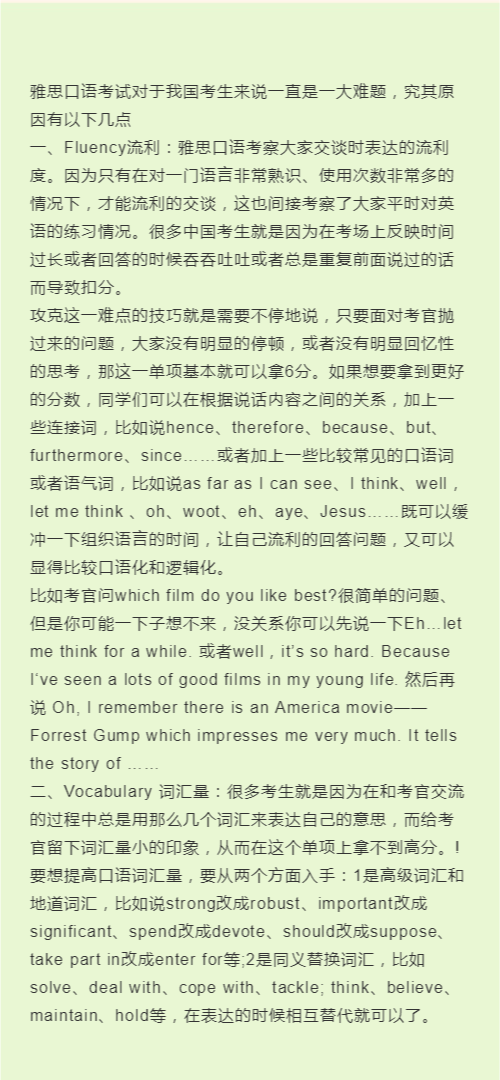 雅思口语考试对于我国考生来说一直是一大难题，究其原
因有以下几点
一、Fluency流利：雅思口语考察大家交谈时表达的流利
度。因为只有在对一门语言非常熟识、使用次数非常多的
情况下，才能流利的交谈，这也间接考察了大家平时对英
语的练习情况。很多中国考生就是因为在考场上反映时间
过长或者回答的时候吞吞吐吐或者总是重复前面说过的话
而导致扣分。
攻克这一难点的技巧就是需要不停地说，只要面对考官抛
过来的问题，大家没有明显的停顿，或者没有明显回忆性
的思考，那这一单项基本就可以拿6分。如果想要拿到更好
的分数，同学们可以在根据说话内容之间的关系，加上一
些连接词，比如说hence、therefore、because、but、
furthermore、since……或者加上一些比较常见的口语词
或者语气词，比如说as far as I can see、I think、well，
let me think 、oh、woot、eh、aye、Jesus……既可以缓
冲一下组织语言的时间，让自己流利的回答问题，又可以
显得比较口语化和逻辑化。
比如考官问which film do you like best?很简单的问题、
但是你可能一下子想不来，没关系你可以先说一下Eh…let
me think for a while. 或者well，it's so hard. Because
I've seen a lots of good films in my young life. 然后再
说 Oh, I remember there is an America movie——
Forrest Gump which impresses me very much. It tells
the story of ……
二、Vocabulary 词汇量：很多考生就是因为在和考官交流
的过程中总是用那么几个词汇来表达自己的意思，而给考
官留下词汇量小的印象，从而在这个单项上拿不到高分。!
要想提高口语词汇量，要从两个方面入手：1是高级词汇和
地道词汇，比如说strong改成robust、important改成
significant、spend改成devote、should改成suppose、
take part in改成enter for等;2是同义替换词汇，比如
solve、deal with、cope with、tackle; think、believe、
maintain、hold等，在表达的时候相互替代就可以了。